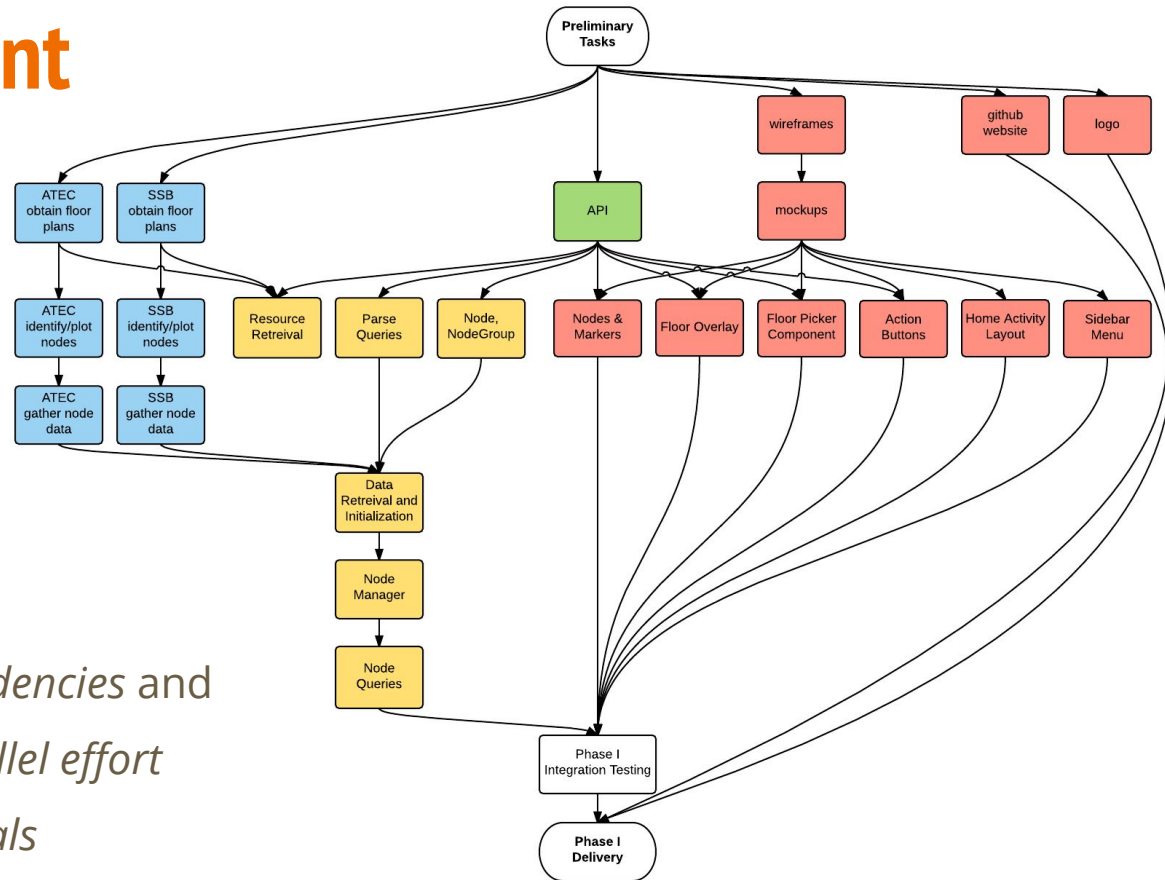 nt
Preliminary
Tasks
wireframes
github
website
logo
ATEC
obtain floor
plans
SSB
obtain floor
plans
API
mockups
ATEC
identify/plot
nodes
SSB
identify/plot
nodes
Resource
Retreival
Parse
Queries
Node,
NodeGroup
Nodes &
Markers
Floor Overlay
Floor Picker
Component
Action
Buttons
Home Activity
Layout
Sidebar
Menu
ATEC
gather node
data
SSB
gather node
data
Data
Retreival and
Initialization
Node
Manager
Node
Queries
dencies and
llel effort
als
Phase I
Integration Testing
Phase I
Delivery